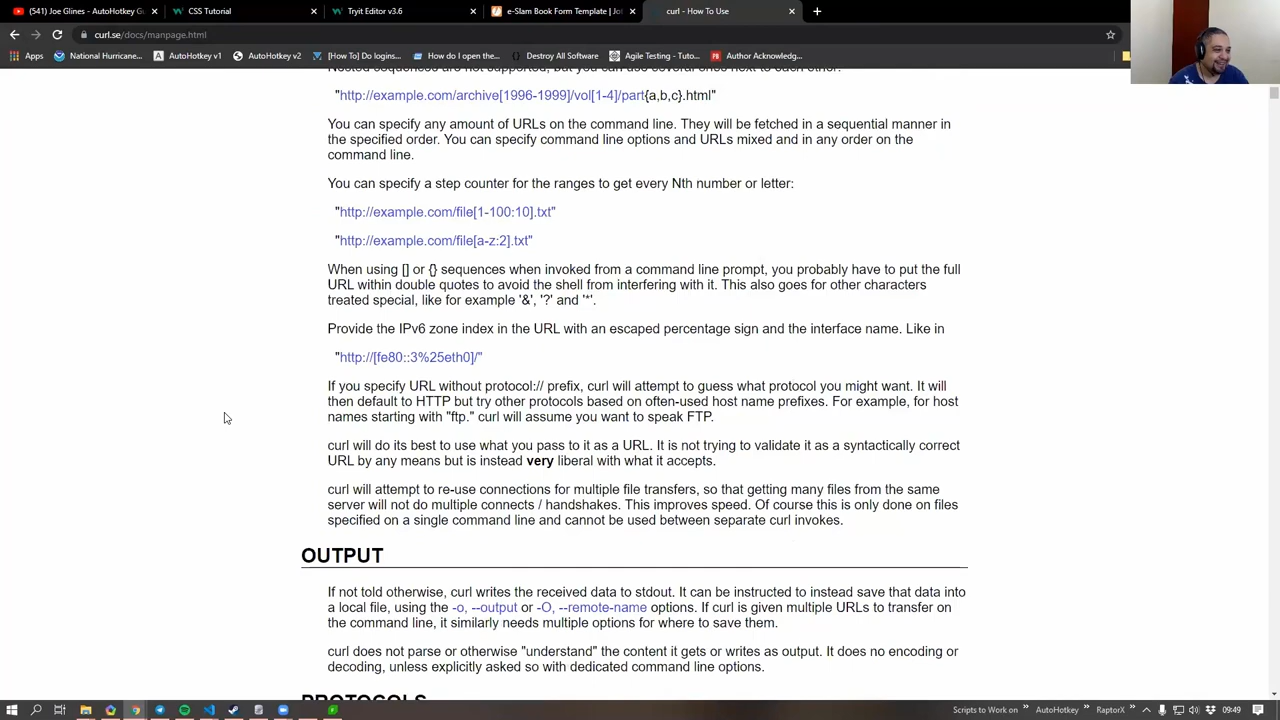 (541) Joe Glines - AutoHotkey G
CSS Tutorial
Tryit Editor v3.6
e-Slam Book Form Template | Jot
curl - How To Use
curl.se/docs/manpage.html
Apps
National Hurricane...
AutoHotkey v1
AutoHotkey v2
[How To] Do logins...
How do I open the...
Destroy All Software
Agile Testing - Tuto...
Author Acknowledg...
Nested sequences are not supported, but you can use several ones next to each other:
"http://example.com/archive[1996-1999]/vol[1-4]/part{a,b,c}.html"
You can specify any amount of URLs on the command line. They will be fetched in a sequential manner in
the specified order. You can specify command line options and URLs mixed and in any order on the
command line.
You can specify a step counter for the ranges to get every Nth number or letter:
"http://example.com/file[1-100:10].txt"
"http://example.com/file[a-z:2].txt"
When using [] or {} sequences when invoked from a command line prompt, you probably have to put the full
URL within double quotes to avoid the shell from interfering with it. This also goes for other characters
treated special, like for example '&', '?' and '*'.
Provide the IPv6 zone index in the URL with an escaped percentage sign and the interface name. Like in
"http://[fe80::3%25eth0]/"
If you specify URL without protocol:// prefix, curl will attempt to guess what protocol you might want. It will
then default to HTTP but try other protocols based on often-used host name prefixes. For example, for host
names starting with "ftp." curl will assume you want to speak FTP.
curl will do its best to use what you pass to it as a URL. It is not trying to validate it as a syntactically correct
URL by any means but is instead very liberal with what it accepts.
curl will attempt to re-use connections for multiple file transfers, so that getting many files from the same
server will not do multiple connects / handshakes. This improves speed. Of course this is only done on files
specified on a single command line and cannot be used between separate curl invokes.
OUTPUT
If not told otherwise, curl writes the received data to stdout. It can be instructed to instead save that data into
a local file, using the -o, --output or -O, --remote-name options. If curl is given multiple URLs to transfer on
the command line, it similarly needs multiple options for where to save them.
curl does not parse or otherwise "understand" the content it gets or writes as output. It does no encoding or
decoding, unless explicitly asked so with dedicated command line options.
PROTOCOLS
Scripts to Work on
AutoHotkey
RaptorX
09:49